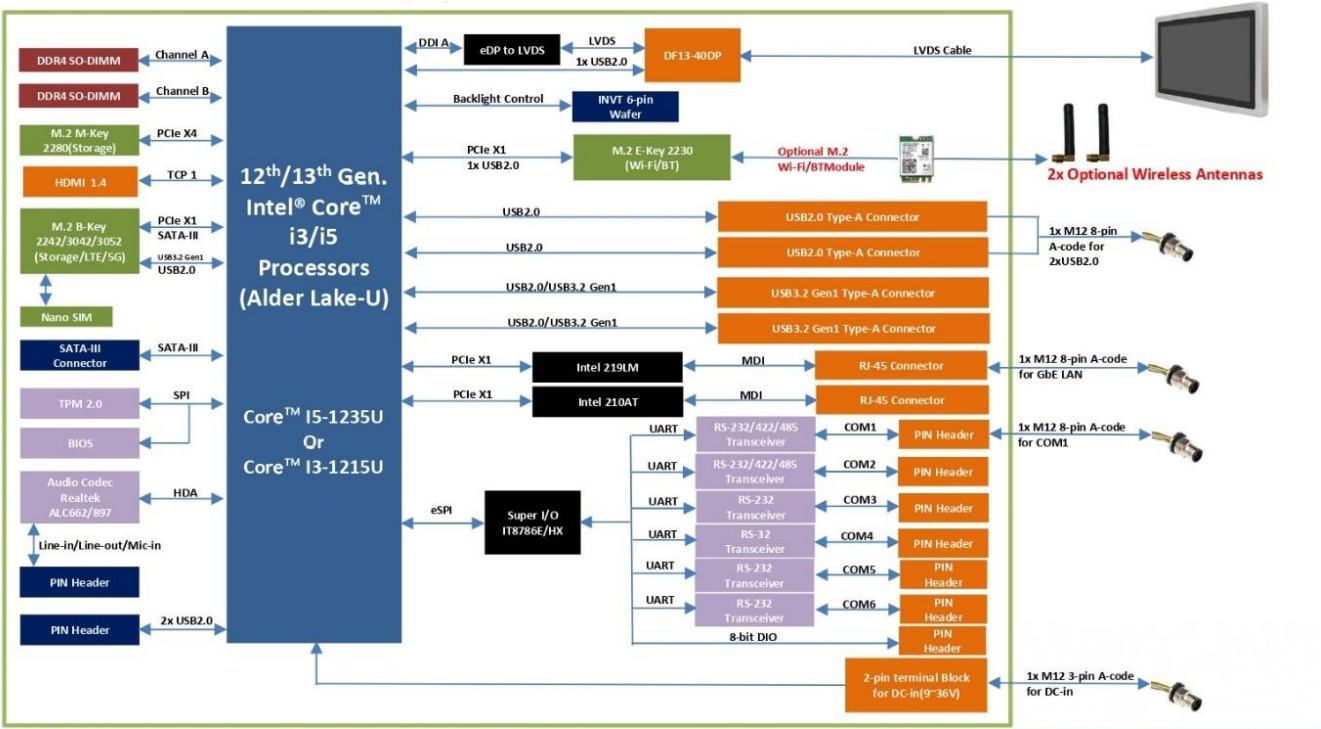 DDR4 SO-DIMM
Channel A
DDR4 SO-DIMM
Channel B
M.2 M-Key
2280(Storage)
PCIe X4
HDMI 1.4
TCP 1
M.2 B-Key
2242/3042/3052
(Storage/LTE/5G)
PCIe X1
SATA-III
USB3.2 Gen1
USB2.0
Nano SIM
SATA-III
Connector
SATA-III
TPM 2.0
SPI
BIOS
Audio Codec
Realtek
ALC662/897
HDA
Line-in/Line-out/Mic-in
PIN Header
PIN Header
2x USB2.0
12th/13th Gen.
Intel® Core™
i3/i5
Processors
(Alder Lake-U)
Core™ I5-1235U
Or
Core™ I3-1215U
DDI A
eDP to LVDS
LVDS
1x USB2.0
DF13-40DP
LVDS Cable
Backlight Control
INVT 6-pin
Wafer
PCIe X1
1x USB2.0
M.2 E-Key 2230
(Wi-Fi/BT)
Optional M.2
Wi-Fi/BTModule
2x Optional Wireless Antennas
USB2.0
USB2.0 Type-A Connector
USB2.0
USB2.0 Type-A Connector
1x M12 8-pin
A-code for
2xUSB2.0
USB2.0/USB3.2 Gen1
USB3.2 Gen1 Type-A Connector
USB2.0/USB3.2 Gen1
USB3.2 Gen1 Type-A Connector
PCIe X1
Intel 219LM
MDI
RJ-45 Connector
1x M12 8-pin A-code
for GbE LAN
PCIe X1
Intel 210AT
MDI
RJ-45 Connector
eSPI
Super I/O
IT8786E/HX
UART
RS-232/422/485
Transceiver
COM1
PIN Header
1x M12 8-pin A-code
for COM1
UART
RS-232/422/485
Transceiver
COM2
PIN Header
UART
RS-232
Transceiver
COM3
PIN Header
UART
RS-32
Transceiver
COM4
PIN Header
UART
RS-232
Transceiver
COM5
PIN
Header
UART
RS-232
Transceiver
COM6
PIN
Header
8-bit DIO
PIN
Header
2-pin terminal Block
for DC-in(9~36V)
1x M12 3-pin A-code
for DC-in